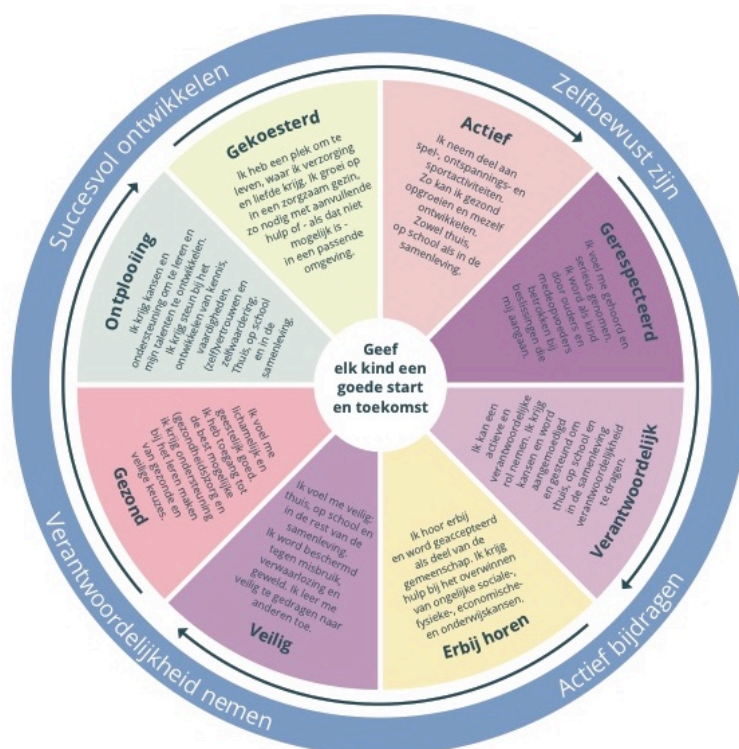 Succesvol ontwikkelen
Zelfbewust zijn
Actief bijdragen
Verantwoordelijkheid nemen
Geef
elk kind een
goede start
en toekomst
Gekoesterd
Ik heb een plek om te
leven, waar ik verzorging
en liefde krijg. Ik groei op
in een zorgzaam gezin,
zo nodig met aanvullende
hulp of - als dat niet
mogelijk is -
in een passende
omgeving.
Actief
Ik neem deel aan
spel-, ontspannings- en
sportactiviteiten.
Zo kan ik gezond
opgroeien en mezelf
ontwikkelen.
Zowel thuis,
op school als in de
samenleving.
Gerespecteerd
Ik voel me gehoord en
serieus genomen.
Ik word als kind
door ouders en
medeopvoeders
betrokken bij
beslissingen die
mij aangaan.
Ik kan een
actieve en
verantwoordelijke
rol nemen. Ik krijg
kansen en word
aangemoedigd
en gesteund om
thuis, op school en
in de samenleving
verantwoordelijkheid
te dragen.
Verantwoordelijk
Ik hoor erbij
en word geaccepteerd
als deel van de
gemeenschap. Ik krijg
hulp bij het overwinnen
van ongelijke sociale-,
fysieke-, economische-
en onderwijskansen.
Erbij horen
Ik voel me veilig:
thuis, op school en
in de rest van de
samenleving.
Ik word beschermd
tegen misbruik,
verwaarlozing en
geweld. Ik leer me
veilig te gedragen naar
anderen toe.
Veilig
Ik voel me
lichamelijk en
geestelijk goed.
Ik heb toegang tot
de best mogelijke
(gezondheids)zorg en
ik krijg ondersteuning
bij het leren maken
van gezonde en
veilige keuzes.
Gezond
Ontplooiing
Ik krijg kansen en
ondersteuning om te leren en
mijn talenten te ontwikkelen.
Ik krijg steun bij het
ontwikkelen van kennis,
vaardigheden,
(zelf)vertrouwen en
zelfwaardering.
Thuis, op school
en in de
samenleving.